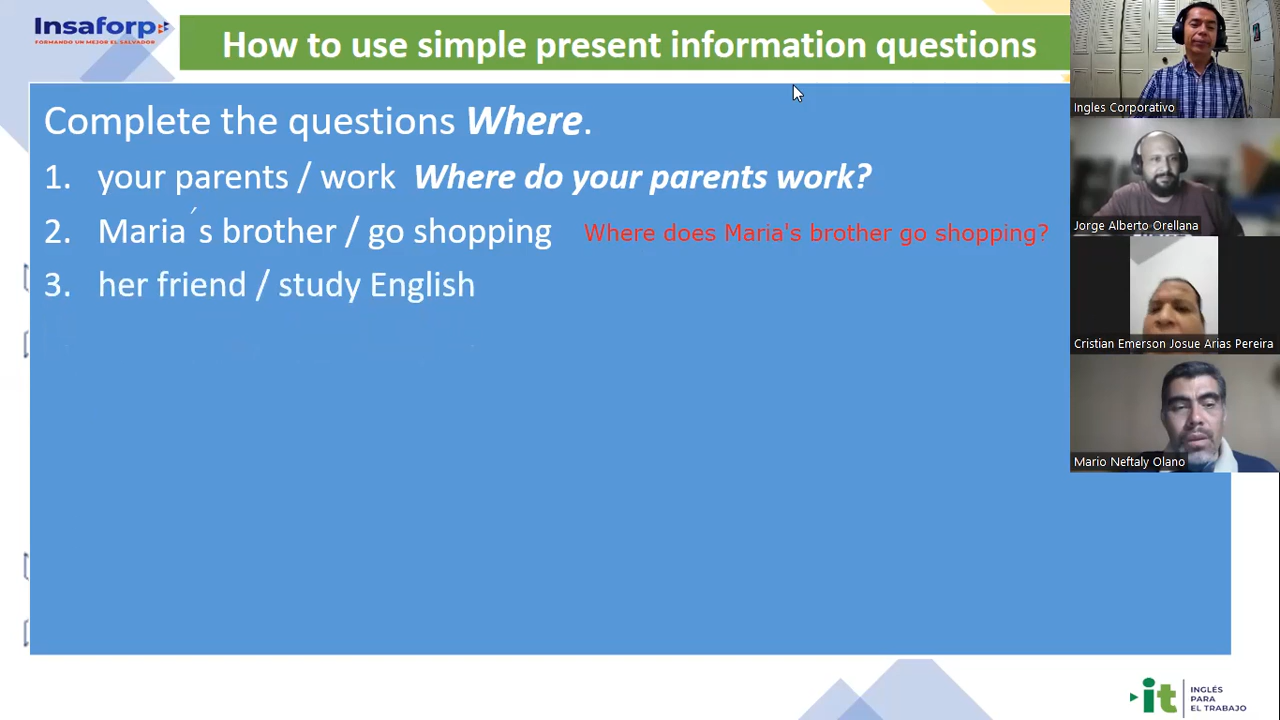 Insaforp
FORMANDO UN MEJOR EL SALVADOR
How to use simple present information questions
Complete the questions Where.
1. your parents / work Where do your parents work?
2. Maria´s brother / go shopping Where does Maria's brother go shopping?
3. her friend / study English
Ingles Corporativo
Jorge Alberto Orellana
Cristian Emerson Josue Arias Pereira
Mario Neftaly Olano
it INGLÉS
PARA
EL TRABAJO